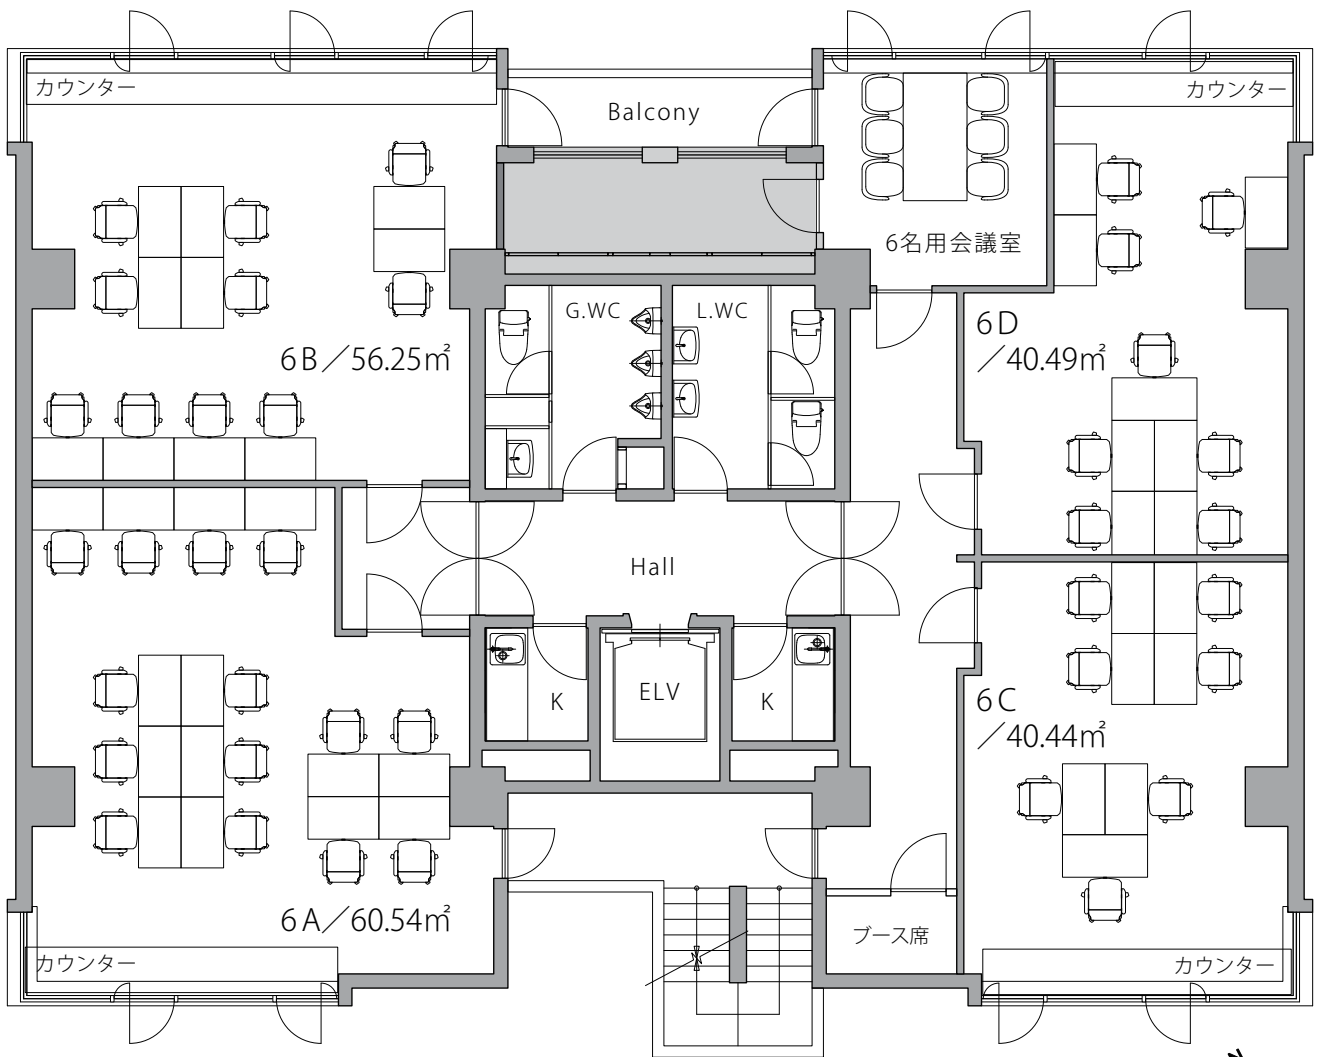 カウンター
Balcony
カウンター
6名用会議室
G.WC
L.WC
6D
／40.49㎡
6B／56.25㎡
Hall
K
ELV
K
6C
／40.44㎡
6A／60.54㎡
ブース席
カウンター
カウンター